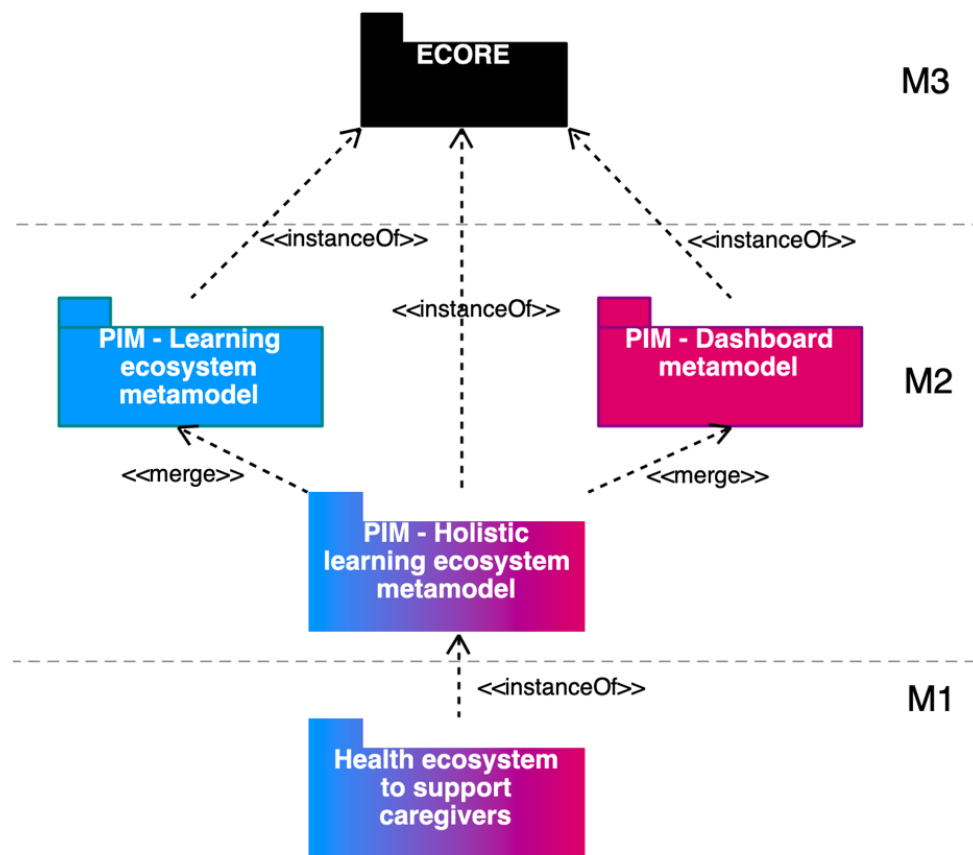 ECORE
M3
<<instanceOf>>
<<instanceOf>>
<<instanceOf>>
PIM - Learning
ecosystem
metamodel
PIM - Dashboard
metamodel
M2
<<merge>>
<<merge>>
PIM - Holistic
learning ecosystem
metamodel
<<instanceOf>>
M1
Health ecosystem
to support
caregivers